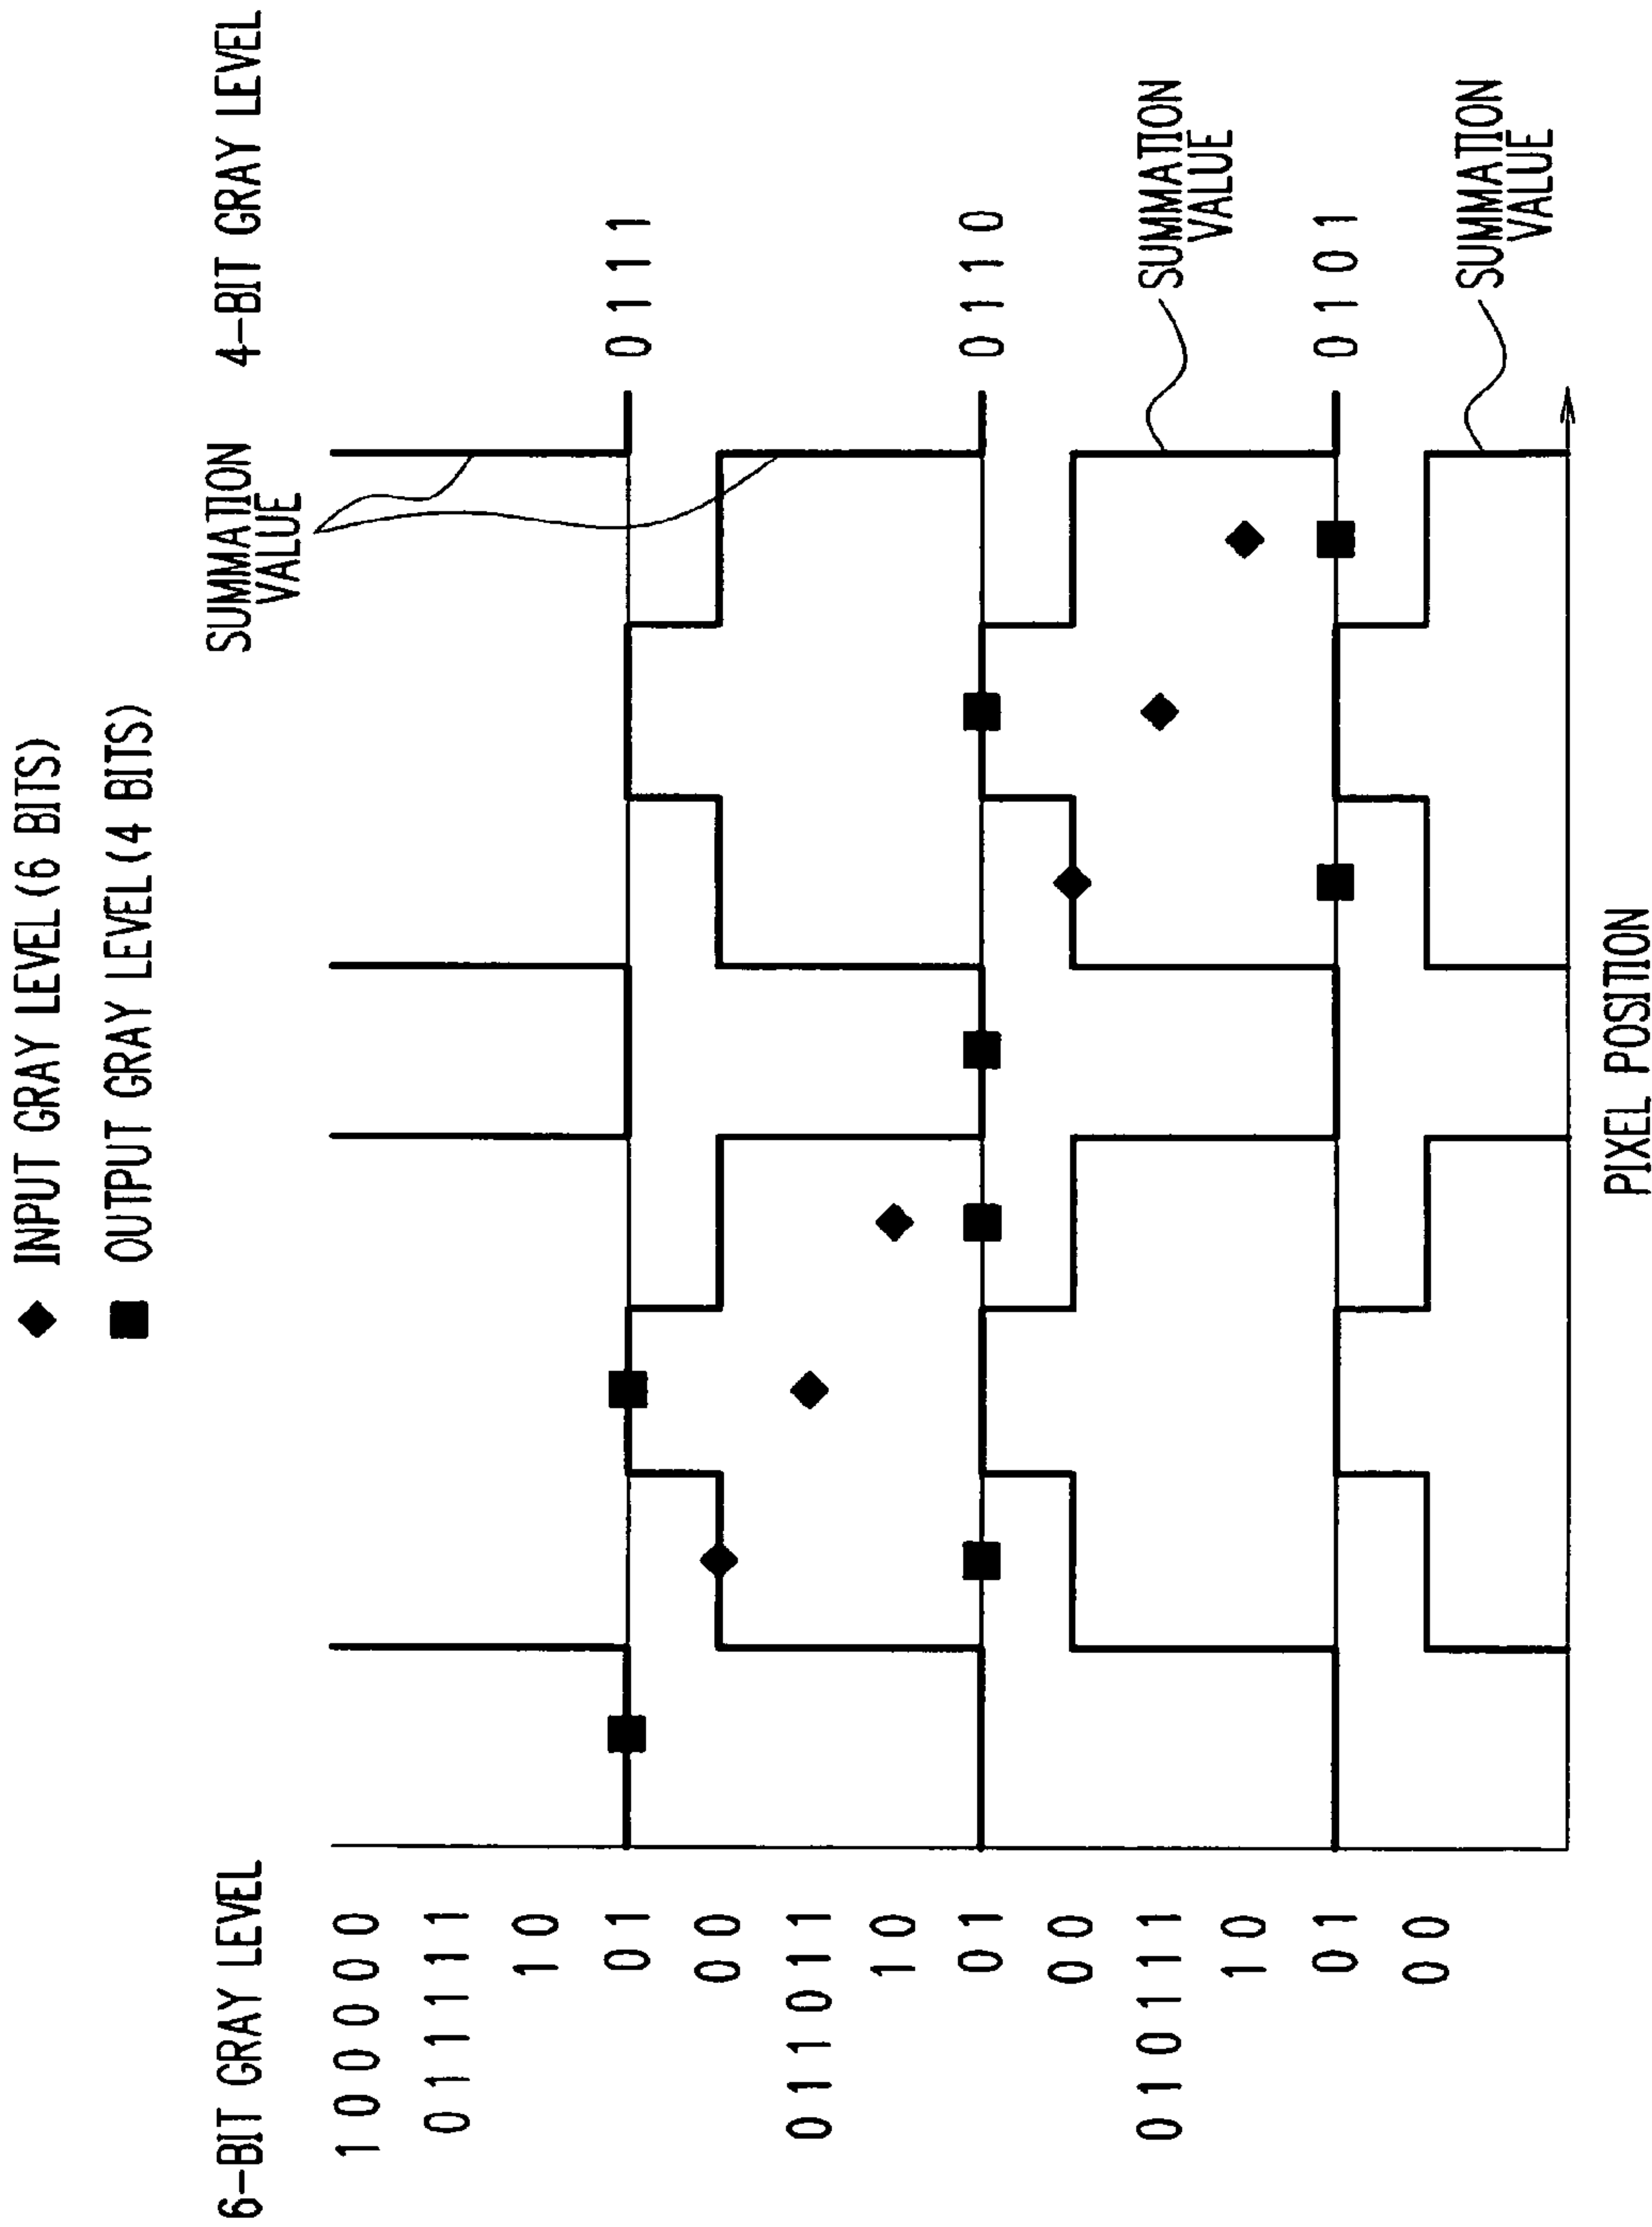 ◆ INPUT GRAY LEVEL (6 BITS)
■ OUTPUT GRAY LEVEL (4 BITS)
6-BIT GRAY LEVEL
SUMMATION
VALUE
4-BIT GRAY LEVEL
100000
011111
10
01
0111
00
011011
10
01
0110
00
010111
SUMMATION
VALUE
10
01
0101
00
SUMMATION
VALUE
PIXEL POSITION